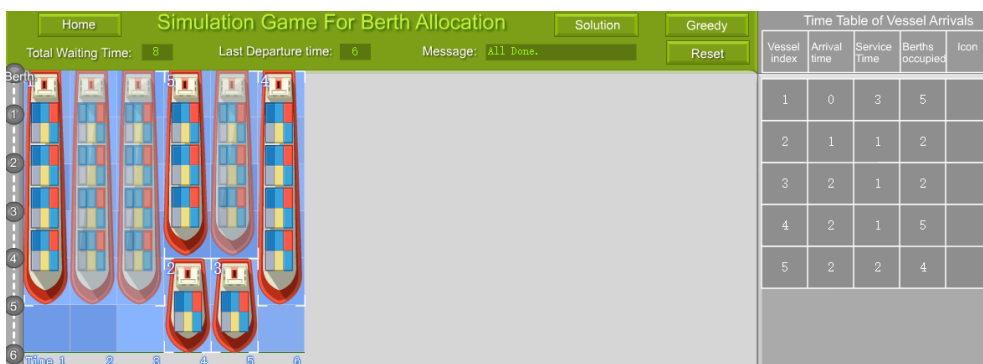 Home
Simulation Game For Berth Allocation
Solution
Greedy
Total Waiting Time: 8
Last Departure time: 6
Message: All Done.
Reset
Time Table of Vessel Arrivals
Vessel index
Arrival time
Service Time
Berths occupied
Icon
1 0 3 5
2 1 1 2
3 2 1 2
4 2 1 5
5 2 2 4
Berth
1 5 4
1
2
3
4
2 3
5
6
Time 1 2 3 4 5 6